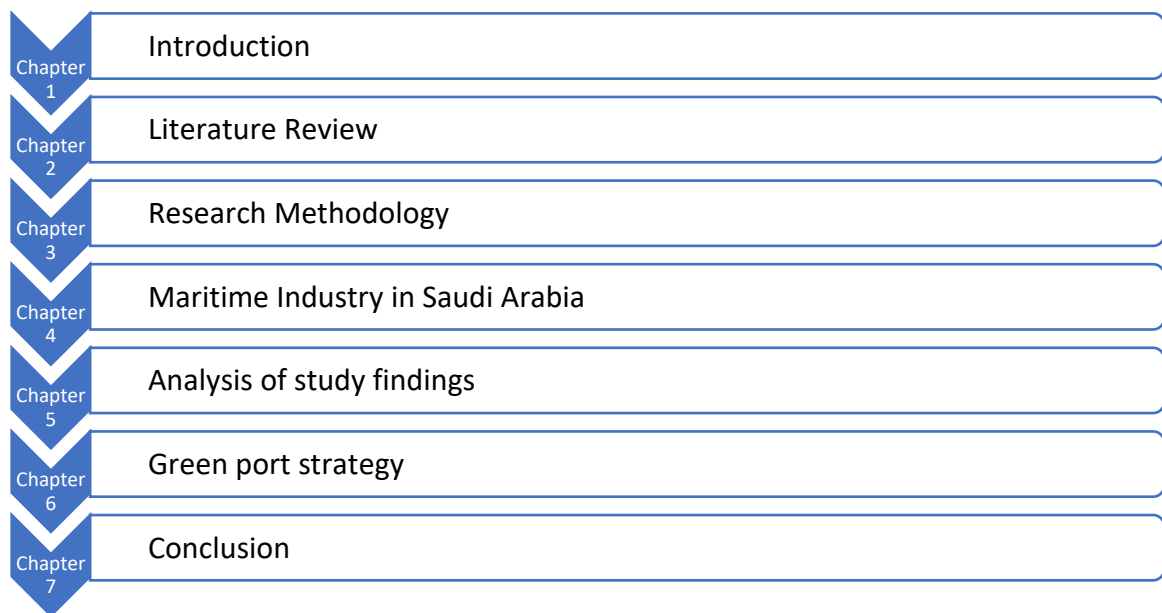 Chapter
1
Introduction
Chapter
2
Literature Review
Chapter
3
Research Methodology
Chapter
4
Maritime Industry in Saudi Arabia
Chapter
5
Analysis of study findings
Chapter
6
Green port strategy
Chapter
7
Conclusion